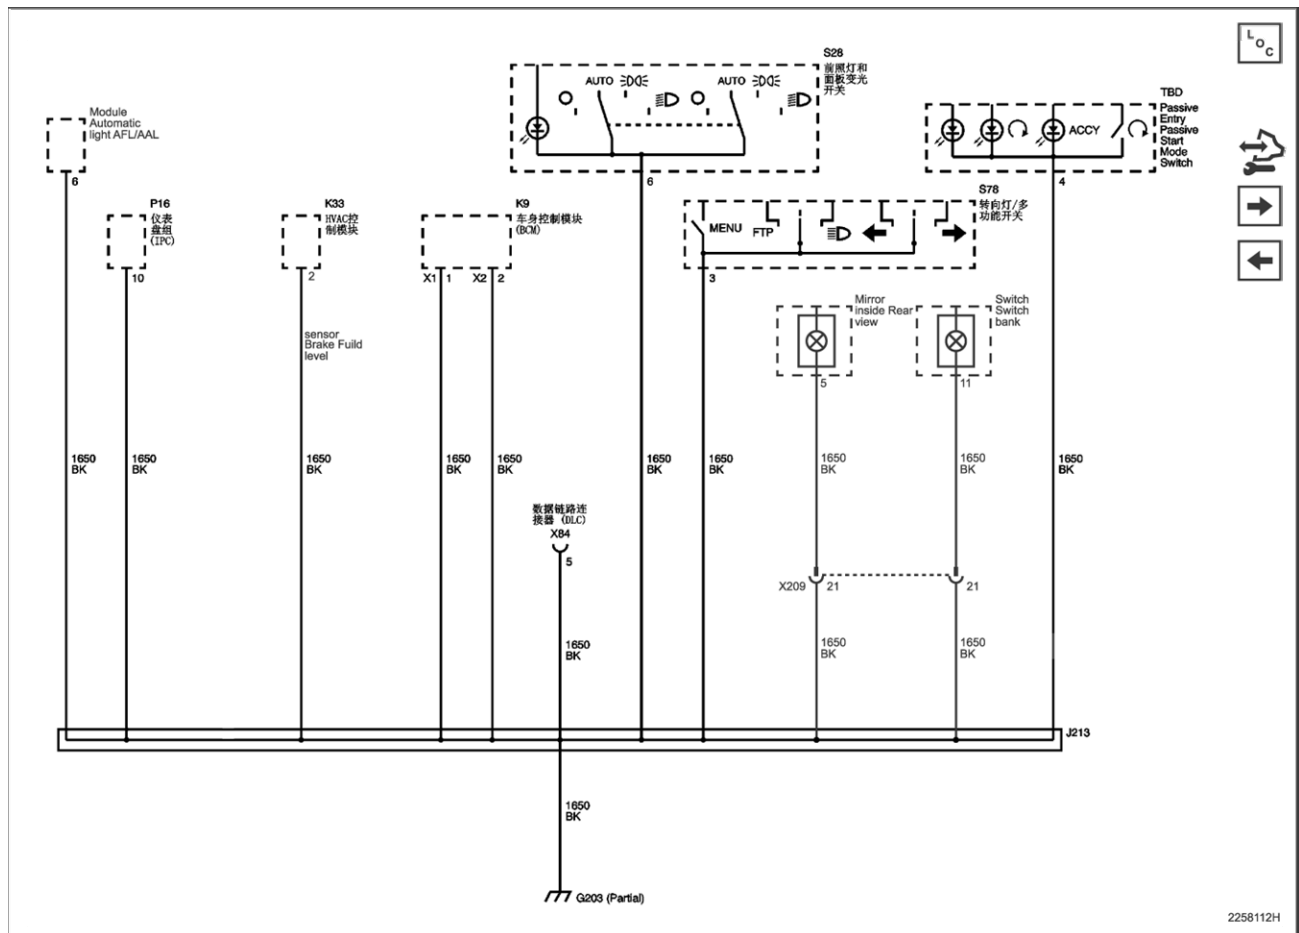 L
O
C
S28
前照灯和
面板变光
开关
AUTO
AUTO
6
TBD
Passive
Entry
Passive
Start
Mode
Switch
ACCY
4
Module
Automatic
light AFL/AAL
6
P16
仪表
盘组
(IPC)
10
K33
HVAC控
制模块
2
K9
车身控制模块
(BCM)
X1 1
X2 2
S78
转向灯/多
功能开关
MENU
FTP
3
Mirror
inside Rear
view
5
Switch
Switch
bank
11
sensor
Brake Fuild
level
1650
BK
1650
BK
1650
BK
1650
BK
1650
BK
1650
BK
1650
BK
1650
BK
1650
BK
1650
BK
数据链路连
接器 (DLC)
X84
5
X209 21
21
1650
BK
1650
BK
1650
BK
J213
1650
BK
G203 (Partial)
2258112H